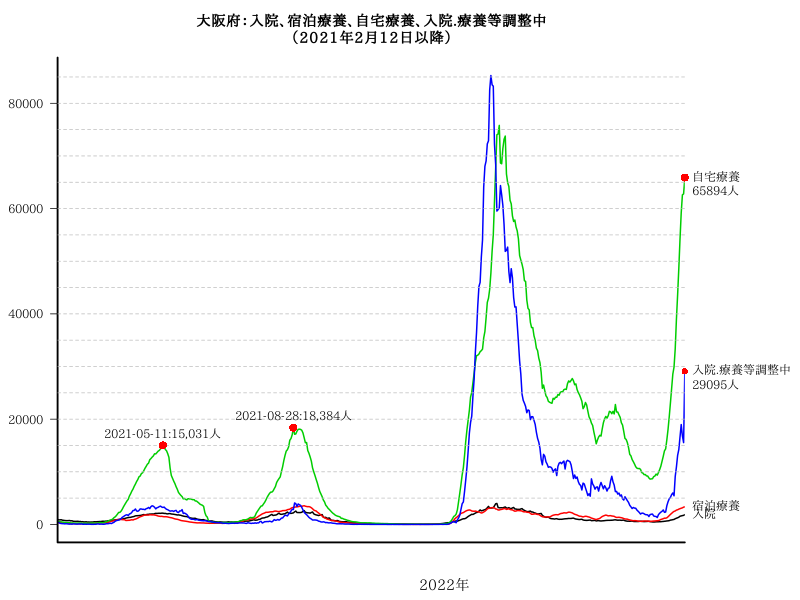 大阪府：入院、宿泊療養、自宅療養、入院.療養等調整中
（2021年2月12日以降）
80000
60000
40000
20000
0
自宅療養
65894人
入院.療養等調整中
29095人
2021-05-11:15,031人
2021-08-28:18,384人
宿泊療養
入院
2022年